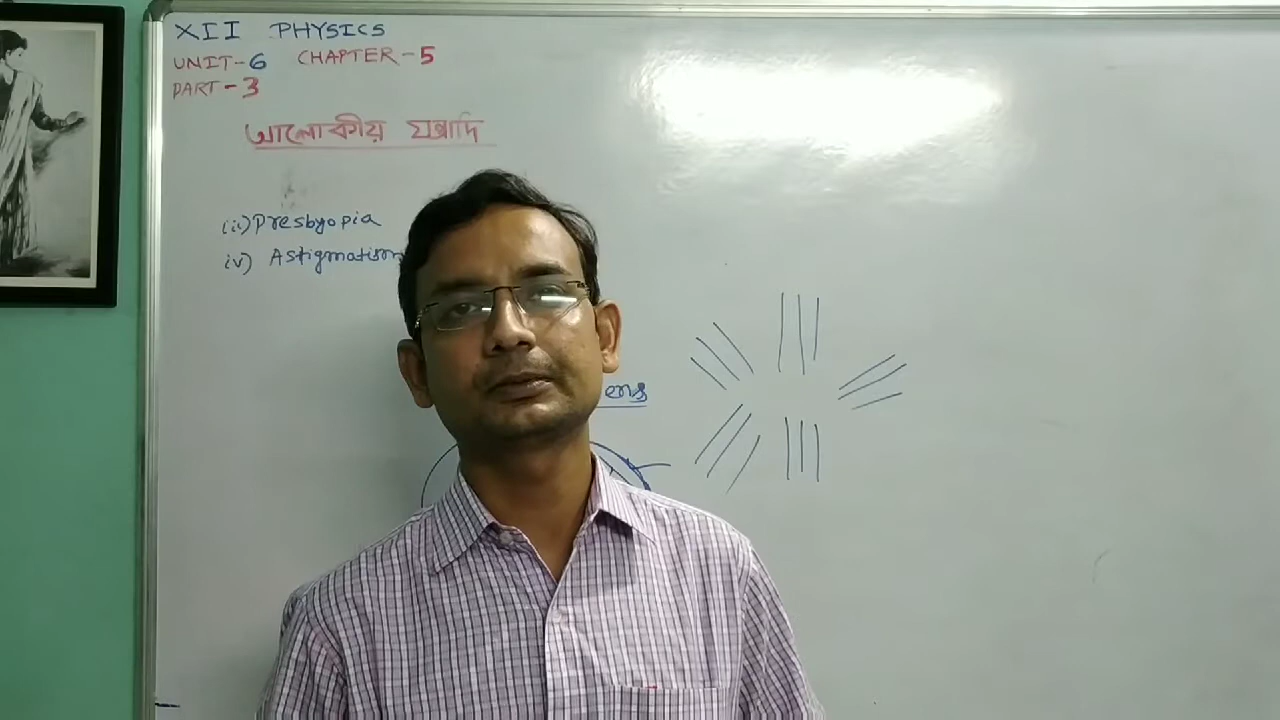 XII PHYSICS
UNIT-6 CHAPTER-5
PART-3
আলোকীয় যন্ত্রাদি
(ii) Presbyopia
iv) Astigmatism